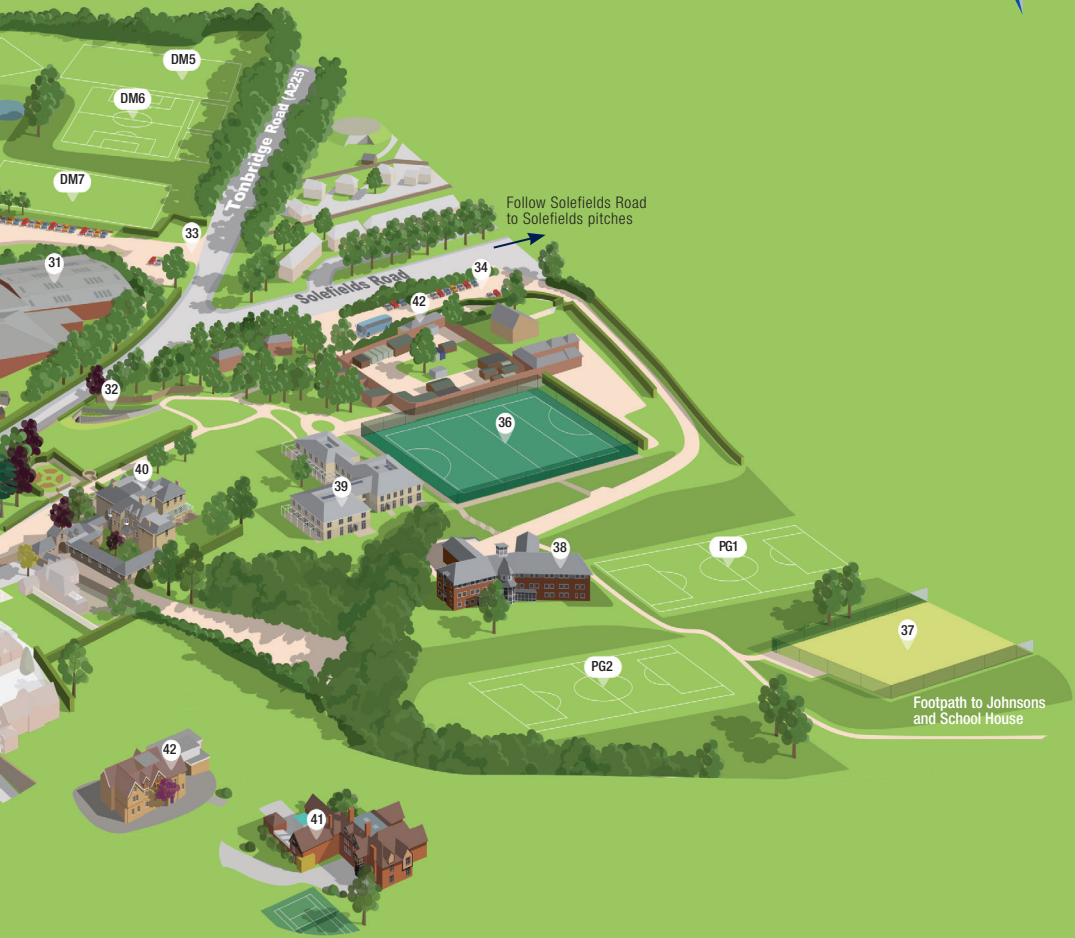 DM5
DM6
Tonbridge Road (A225)
DM7
Follow Solefields Road
to Solefields pitches
33
31
34
Solefields Road
42
32
36
40
39
38
PG1
37
PG2
Footpath to Johnsons
and School House
42
41